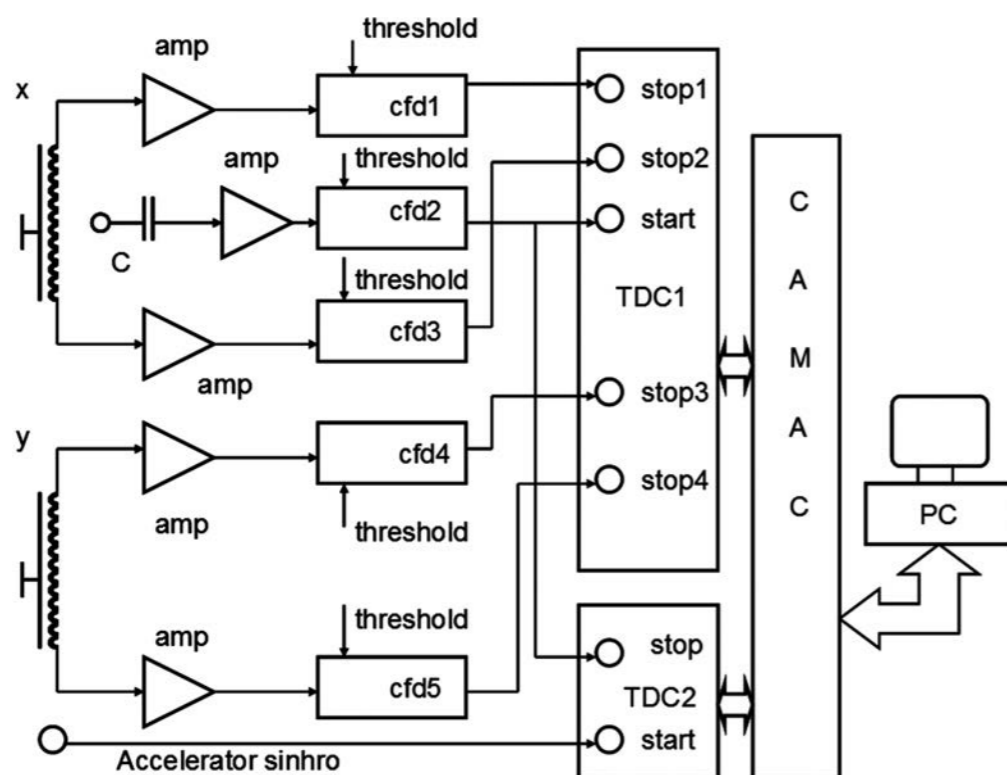 threshold
amp
x
cfd1
stop1
amp
threshold
stop2
cfd2
start
C
threshold
TDC1
cfd3
amp
stop3
y
cfd4
stop4
amp
threshold
C
A
M
A
C
PC
threshold
amp
stop
cfd5
TDC2
start
Accelerator sinhro